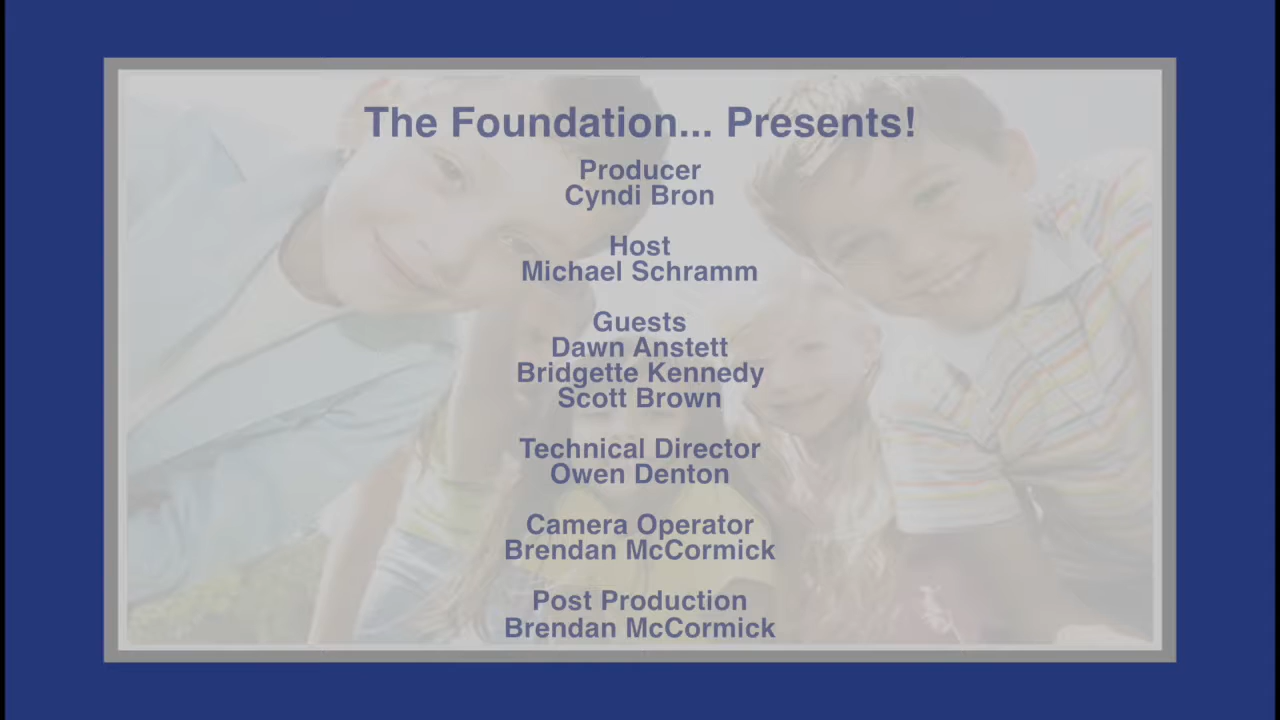 The Foundation... Presents!
Producer
Cyndi Bron
Host
Michael Schramm
Guests
Dawn Anstett
Bridgette Kennedy
Scott Brown
Technical Director
Owen Denton
Camera Operator
Brendan McCormick
Post Production
Brendan McCormick